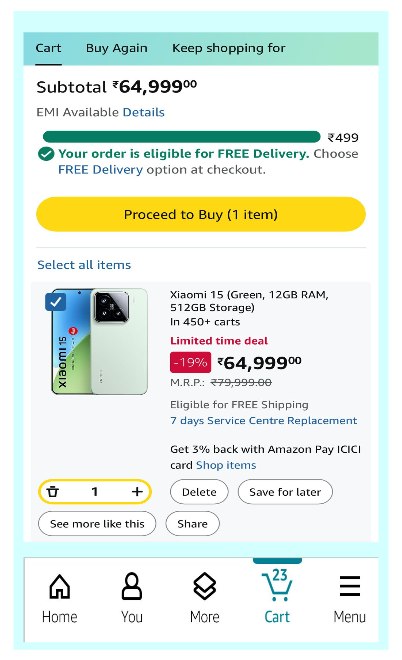 Cart Buy Again Keep shopping for
Subtotal ₹64,999⁰⁰
EMI Available Details
₹499
Your order is eligible for FREE Delivery. Choose
FREE Delivery option at checkout.
Proceed to Buy (1 item)
Select all items
xiaomi 15
Xiaomi 15 (Green, 12GB RAM,
512GB Storage)
In 450+ carts
Limited time deal
-19% ₹64,999⁰⁰
M.R.P.: ₹79,999.00
Eligible for FREE Shipping
7 days Service Centre Replacement
Get 3% back with Amazon Pay ICICI
card Shop items
1
Delete Save for later
See more like this Share
23
Home You More Cart Menu